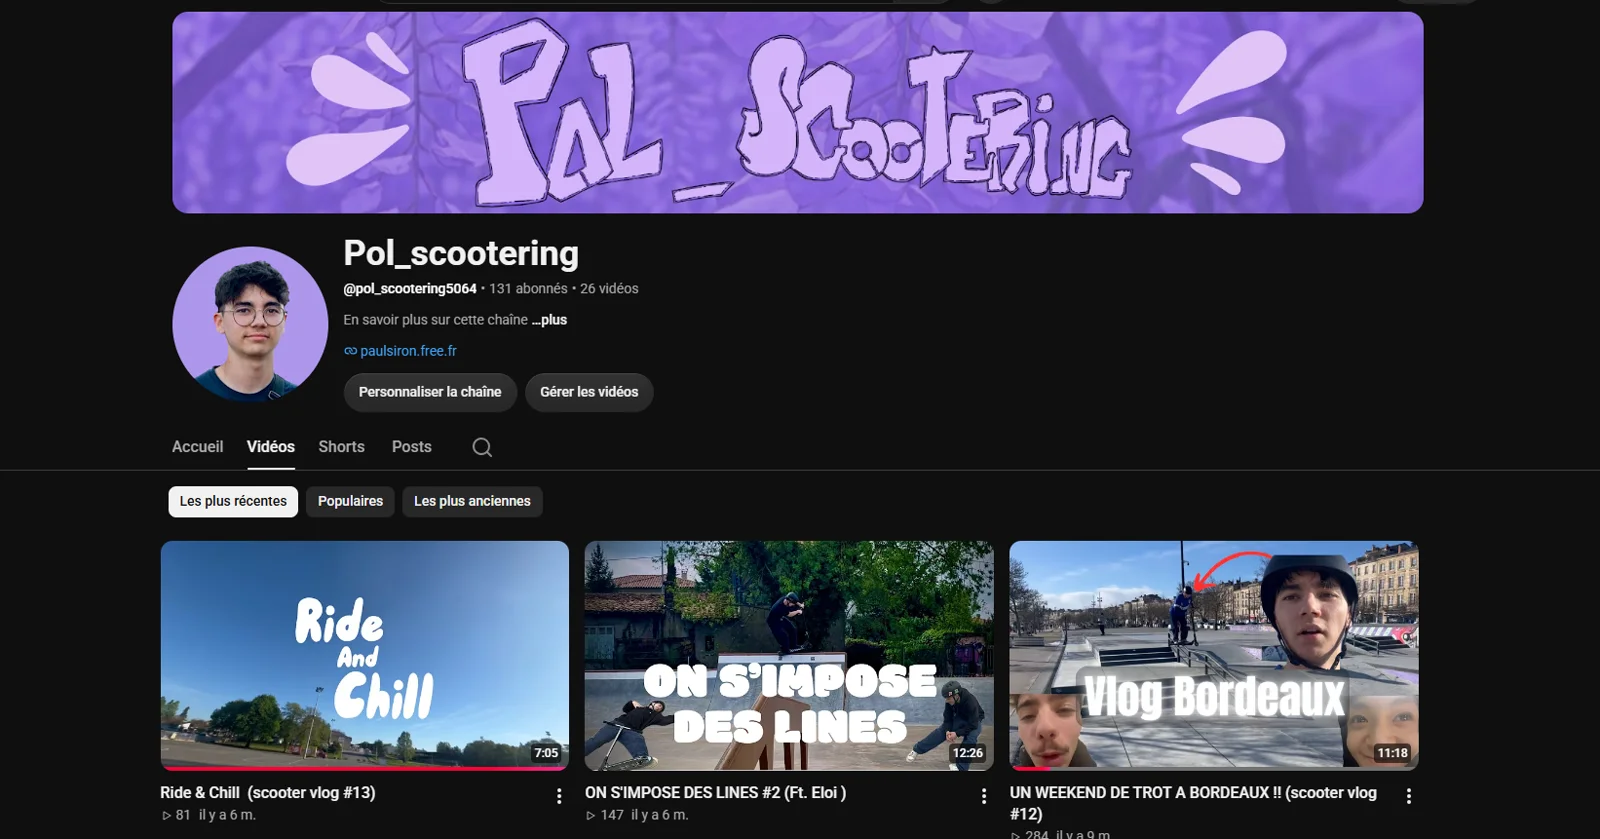 POL_SCOOTERING
Pol_scootering
@pol_scootering5064 • 131 abonnés • 26 vidéos
En savoir plus sur cette chaîne ...plus
paulsiron.free.fr
Personnaliser la chaîne Gérer les vidéos
Accueil Vidéos Shorts Posts
Les plus récentes Populaires Les plus anciennes
Ride
And
Chill
7:05
ON S'IMPOSE
DES LINES
12:26
Vlog Bordeaux
11:18
Ride & Chill (scooter vlog #13)
81 il y a 6 m.
ON S'IMPOSE DES LINES #2 (Ft. Eloi )
147 il y a 6 m.
UN WEEKEND DE TROT A BORDEAUX !! (scooter vlog
#12)
284 il y a 9 m.